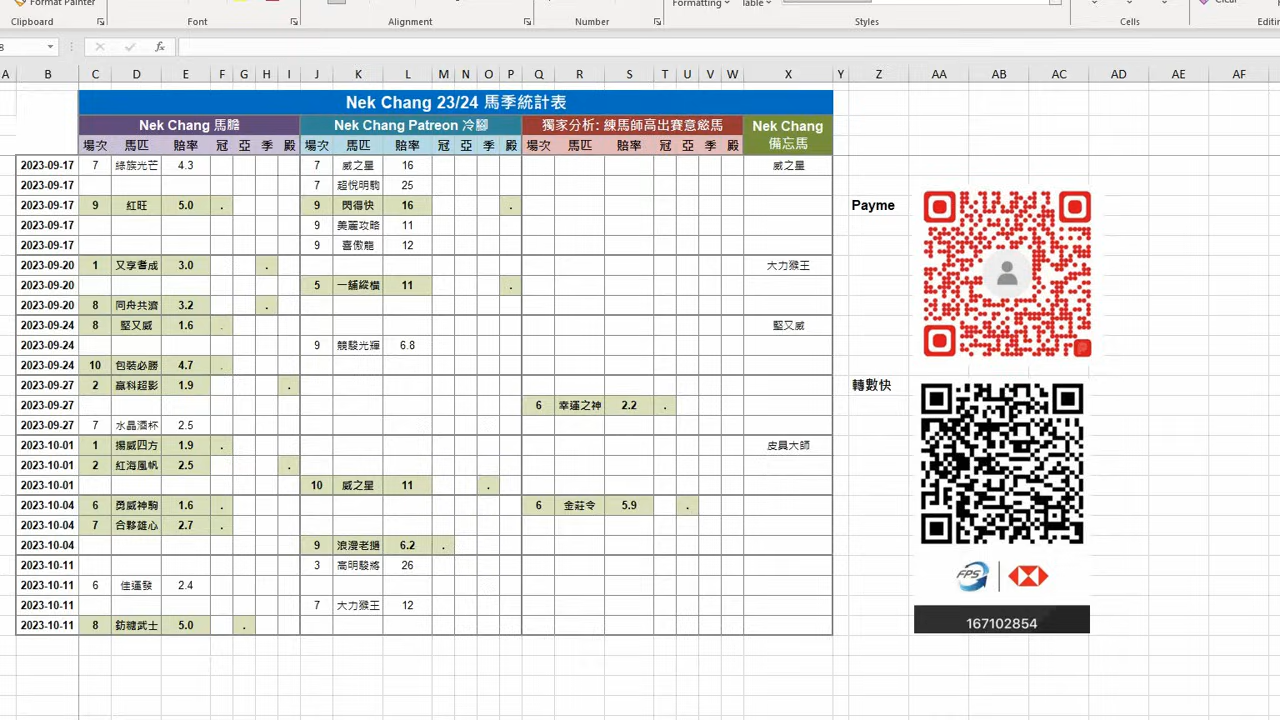 Format Painter
Formatting Table
Clear
Clipboard Font Alignment Number Styles Cells
8 fx
A B C D E F G H I J K L M N O P Q R S T U V W X Y Z AA AB AC AD AE AF
Nek Chang 23/24 馬季統計表
Nek Chang 馬膽 Nek Chang Patreon 冷腳 獨家分析: 練馬師高出賽意慾馬 Nek Chang 備忘馬
場次 馬匹 賠率 冠 亞 季 殿 場次 馬匹 賠率 冠 亞 季 殿 場次 馬匹 賠率 冠 亞 季 殿
2023-09-17 7 綠族光芒 4.3 7 威之星 16 威之星
2023-09-17 7 超悅明駒 25
2023-09-17 9 紅旺 5.0 . 9 閃得快 16 .
2023-09-17 9 美麗攻略 11
2023-09-17 9 喜傲龍 12
2023-09-20 1 又享耆成 3.0 . 大力猴王
2023-09-20 5 一舖縱橫 11 .
2023-09-20 8 同舟共濟 3.2 .
2023-09-24 8 堅又威 1.6 . 堅又威
2023-09-24 9 競駿光輝 6.8
2023-09-24 10 包裝必勝 4.7 .
2023-09-27 2 贏科超影 1.9 .
2023-09-27 6 幸運之神 2.2 .
2023-09-27 7 水晶酒杯 2.5
2023-10-01 1 揚威四方 1.9 . 皮具大師
2023-10-01 2 紅海風帆 2.5 .
2023-10-01 10 威之星 11 .
2023-10-04 6 勇威神駒 1.6 . 6 金莊令 5.9 .
2023-10-04 7 合夥雄心 2.7 .
2023-10-04 9 浪漫老撾 6.2 .
2023-10-11 3 高明駿將 26
2023-10-11 6 佳運發 2.4
2023-10-11 7 大力猴王 12
2023-10-11 8 鈁糖武士 5.0 .
Payme
轉數快
FPS
167102854